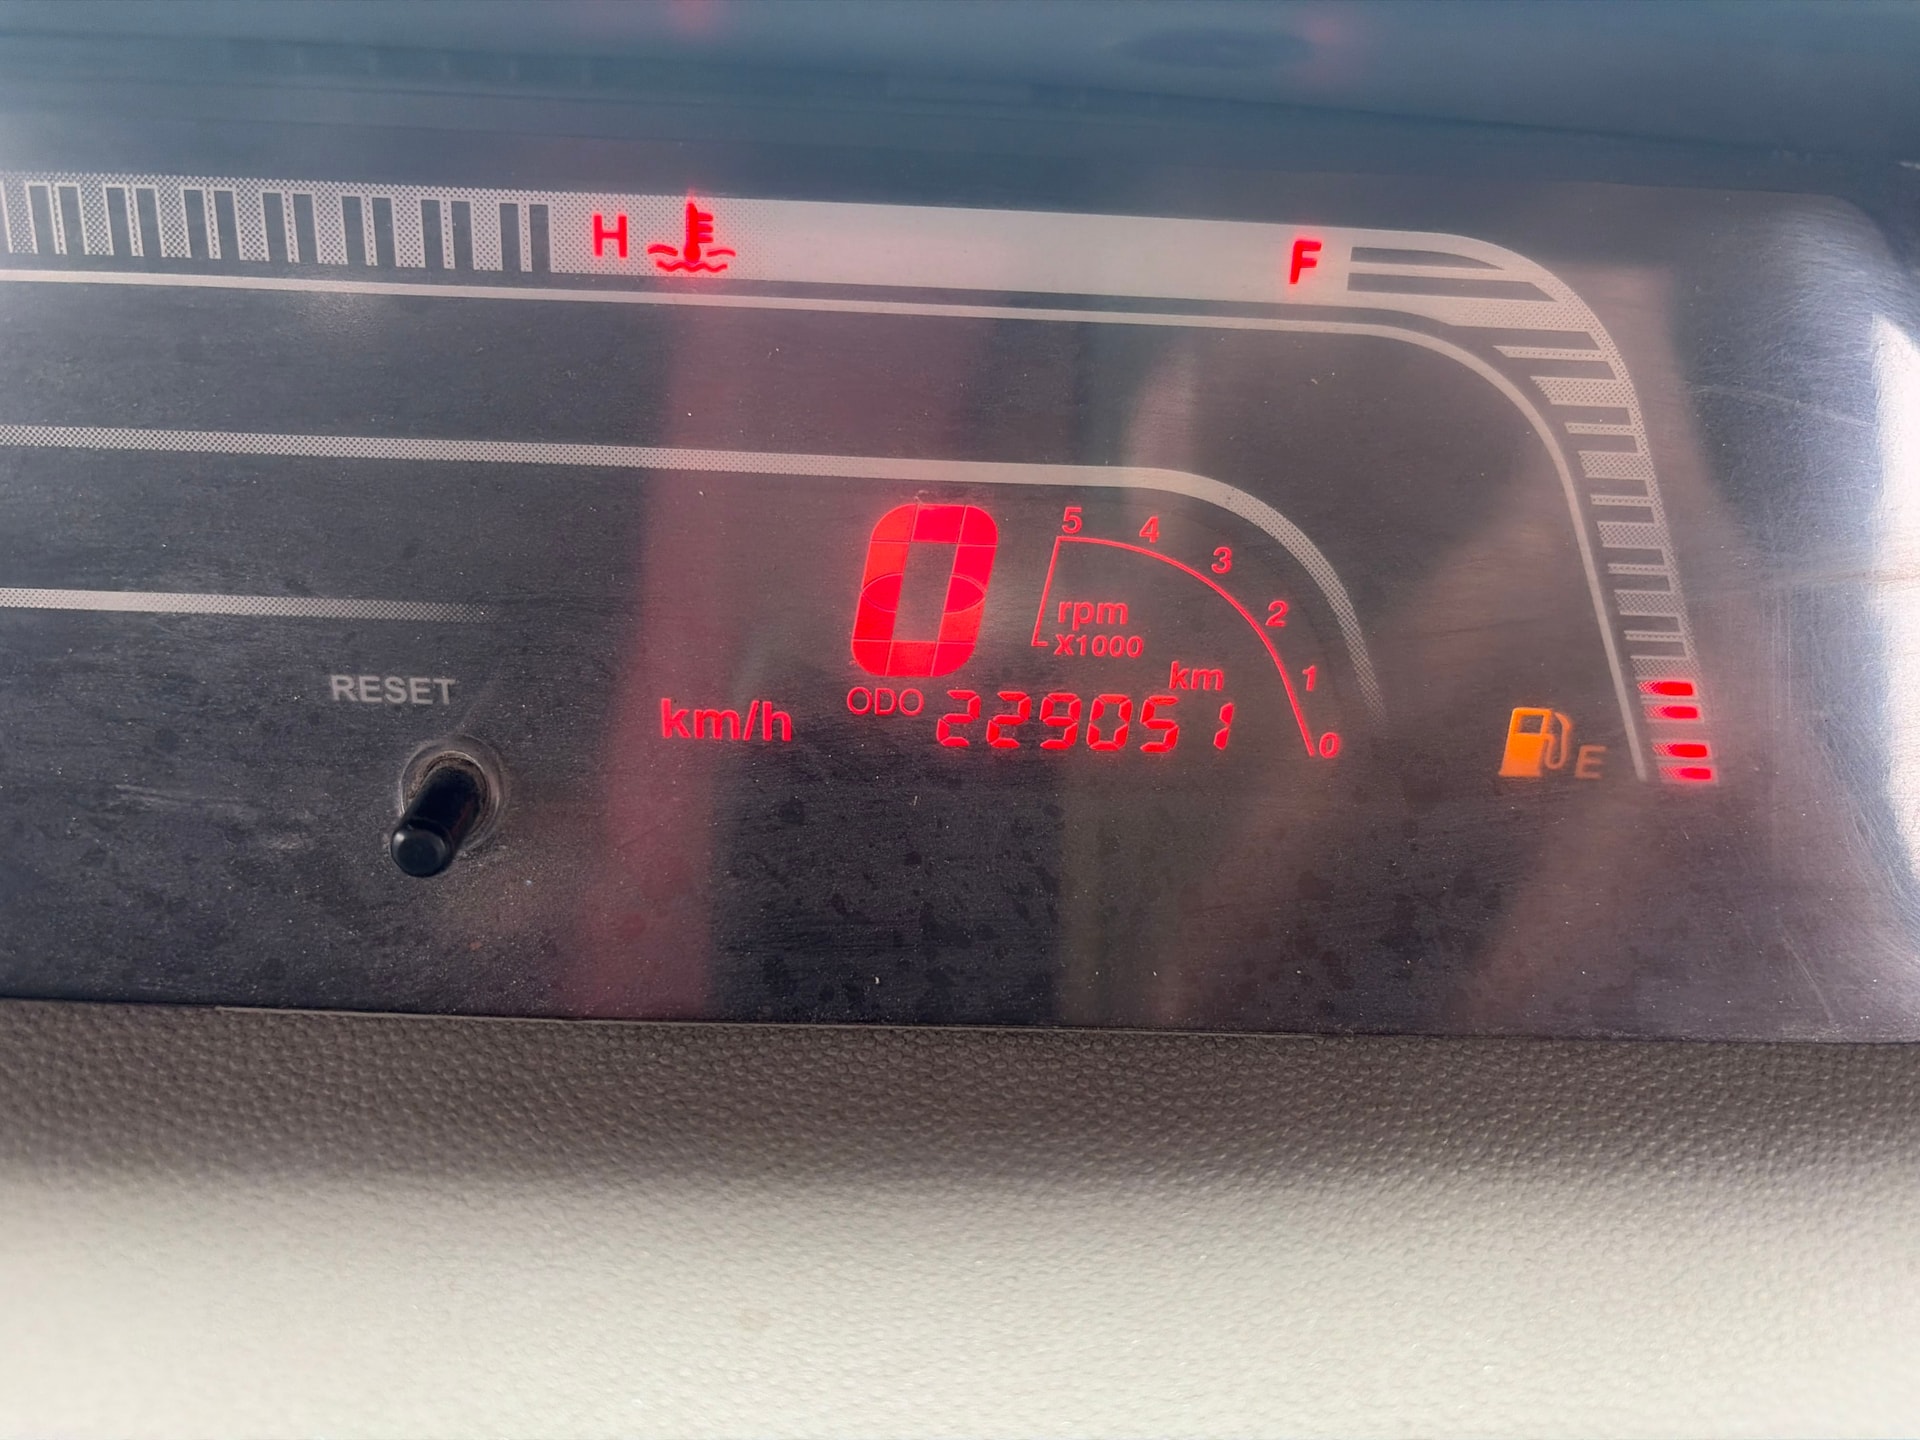 H
F
0
5 4 3 2 1 0
rpm
X1000
km
ODO 229051
km/h
RESET
E